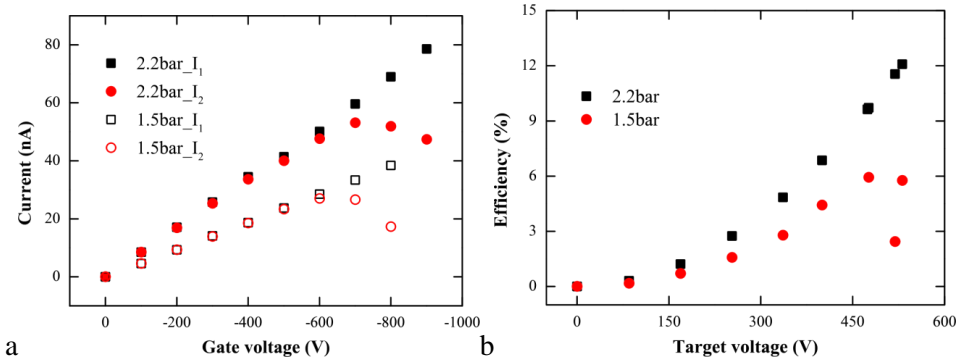 80
60
40
20
0
Current (nA)
2.2bar_I1
2.2bar_I2
1.5bar_I1
1.5bar_I2
0 -200 -400 -600 -800 -1000
Gate voltage (V)
a
15
12
9
6
3
0
Efficiency (%)
2.2bar
1.5bar
0 150 300 450 600
Target voltage (V)
b